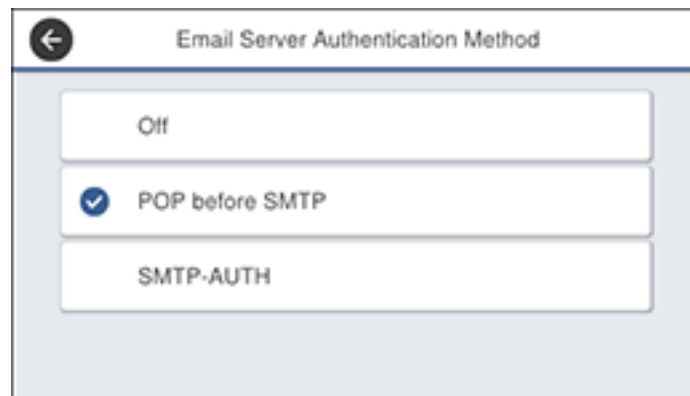 Email Server Authentication Method
Off
POP before SMTP
SMTP-AUTH